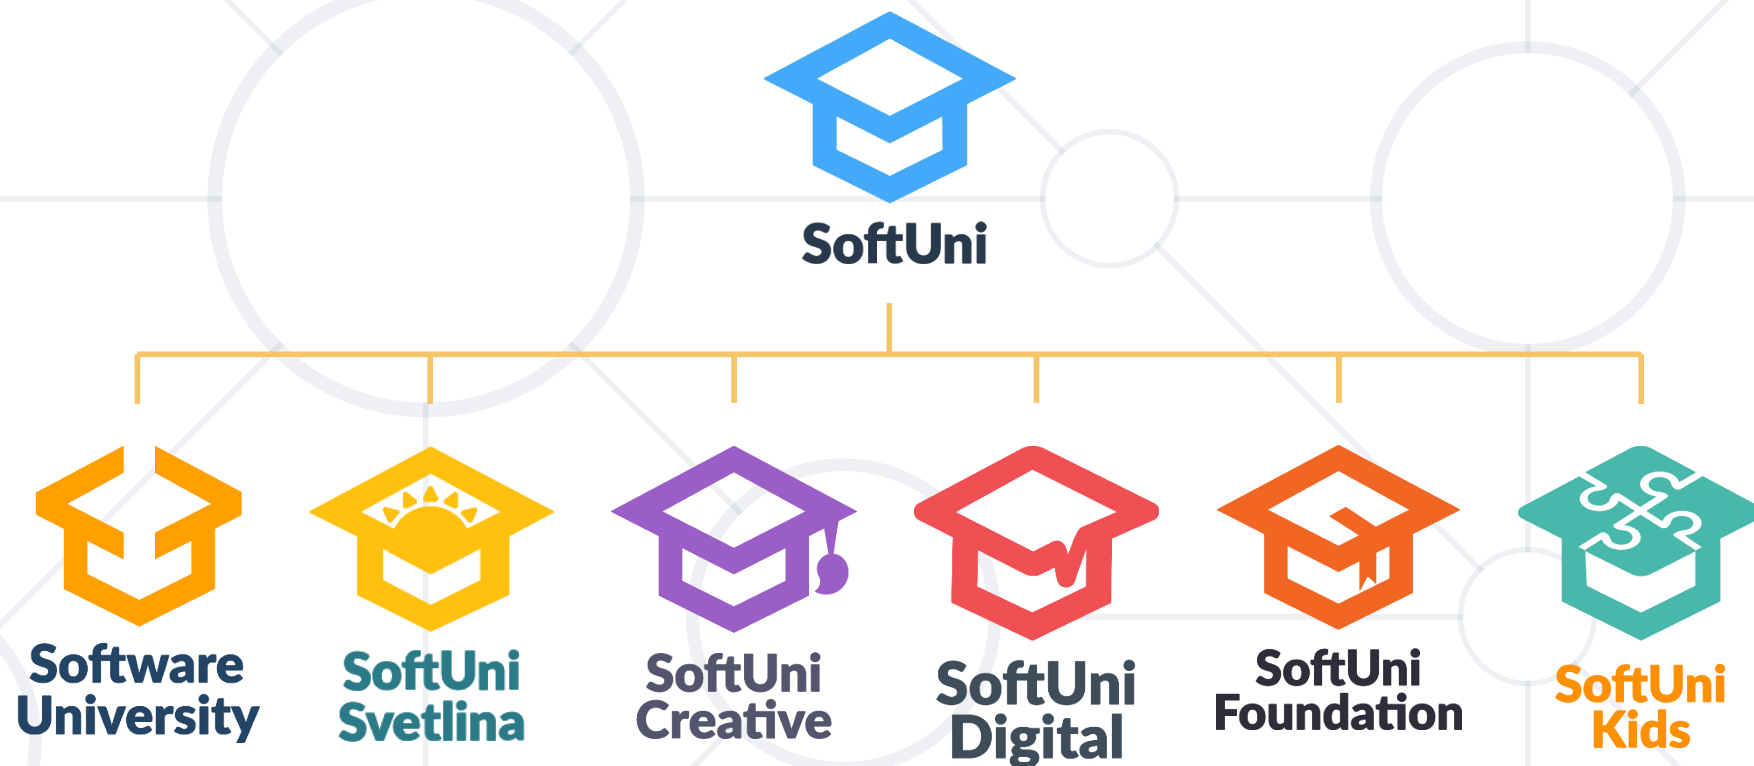 SoftUni
Software
University
SoftUni
Svetlina
SoftUni
Creative
SoftUni
Digital
SoftUni
Foundation
SoftUni
Kids